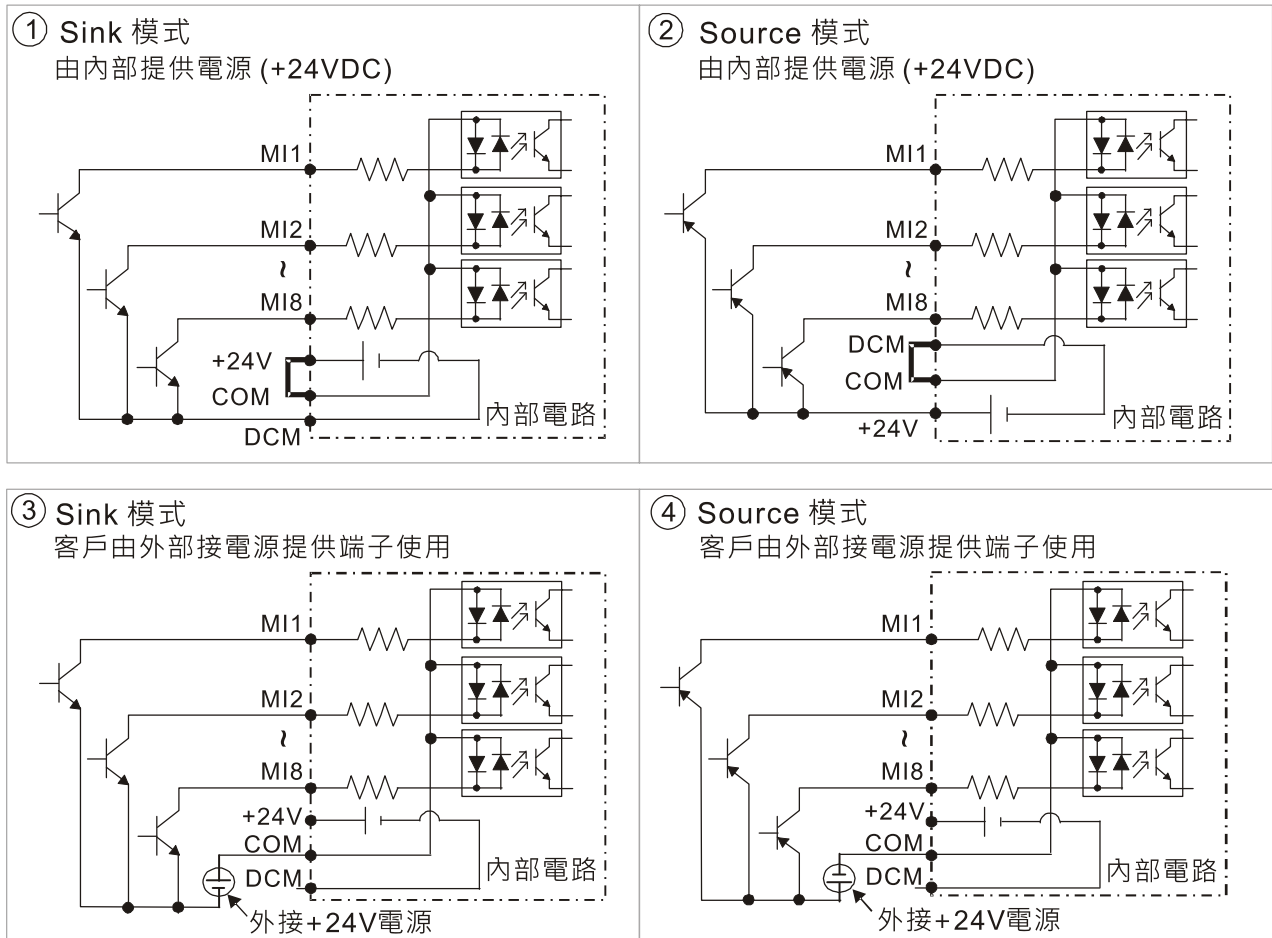 ① Sink 模式
由內部提供電源 (+24VDC)
MI1
MI2
~
MI8
+24V
COM
DCM
內部電路
② Source 模式
由內部提供電源 (+24VDC)
MI1
MI2
~
MI8
DCM
COM
+24V
內部電路
③ Sink 模式
客戶由外部接電源提供端子使用
MI1
MI2
~
MI8
+24V
COM
DCM
內部電路
外接+24V電源
④ Source 模式
客戶由外部接電源提供端子使用
MI1
MI2
~
MI8
+24V
COM
DCM
內部電路
外接+24V電源